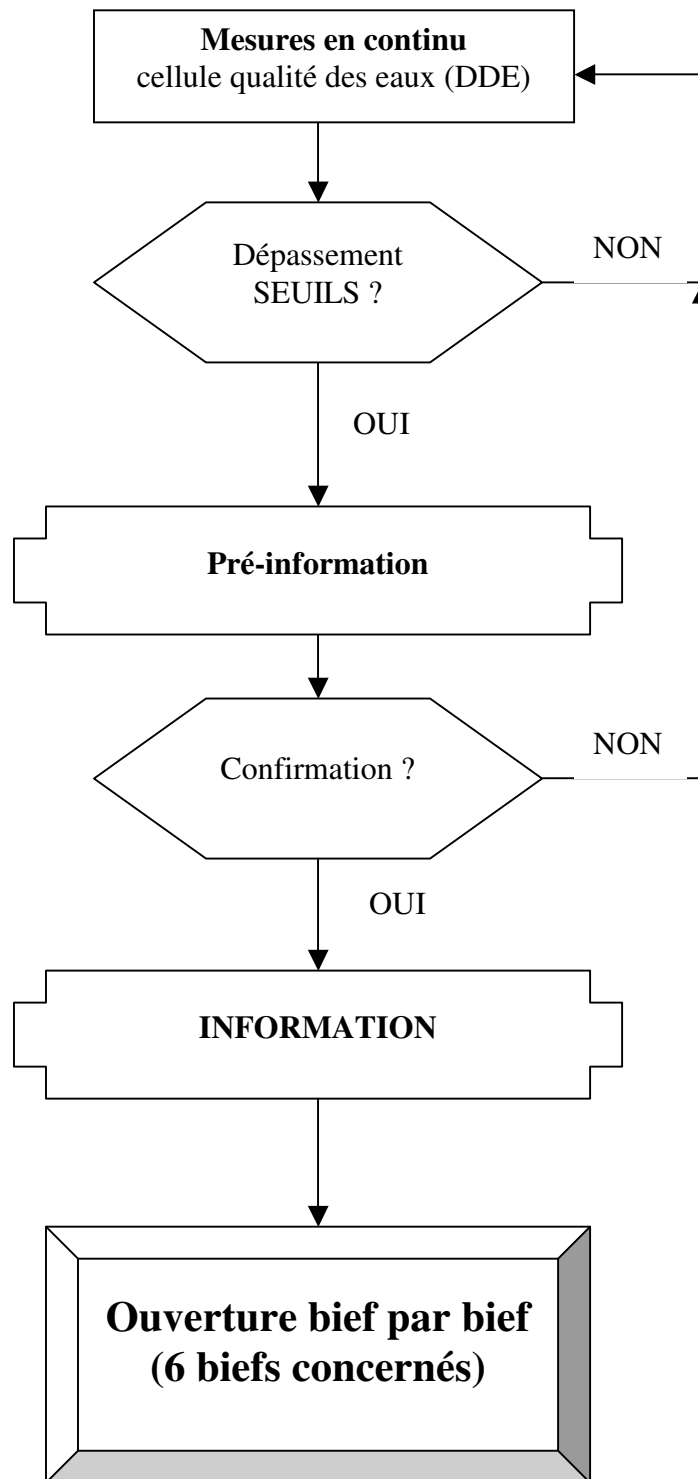 Mesures en continu
cellule qualité des eaux (DDE)
Dépassement
SEUILS ?
NON
OUI
Pré-information
Confirmation ?
NON
OUI
INFORMATION
Ouverture bief par bief
(6 biefs concernés)